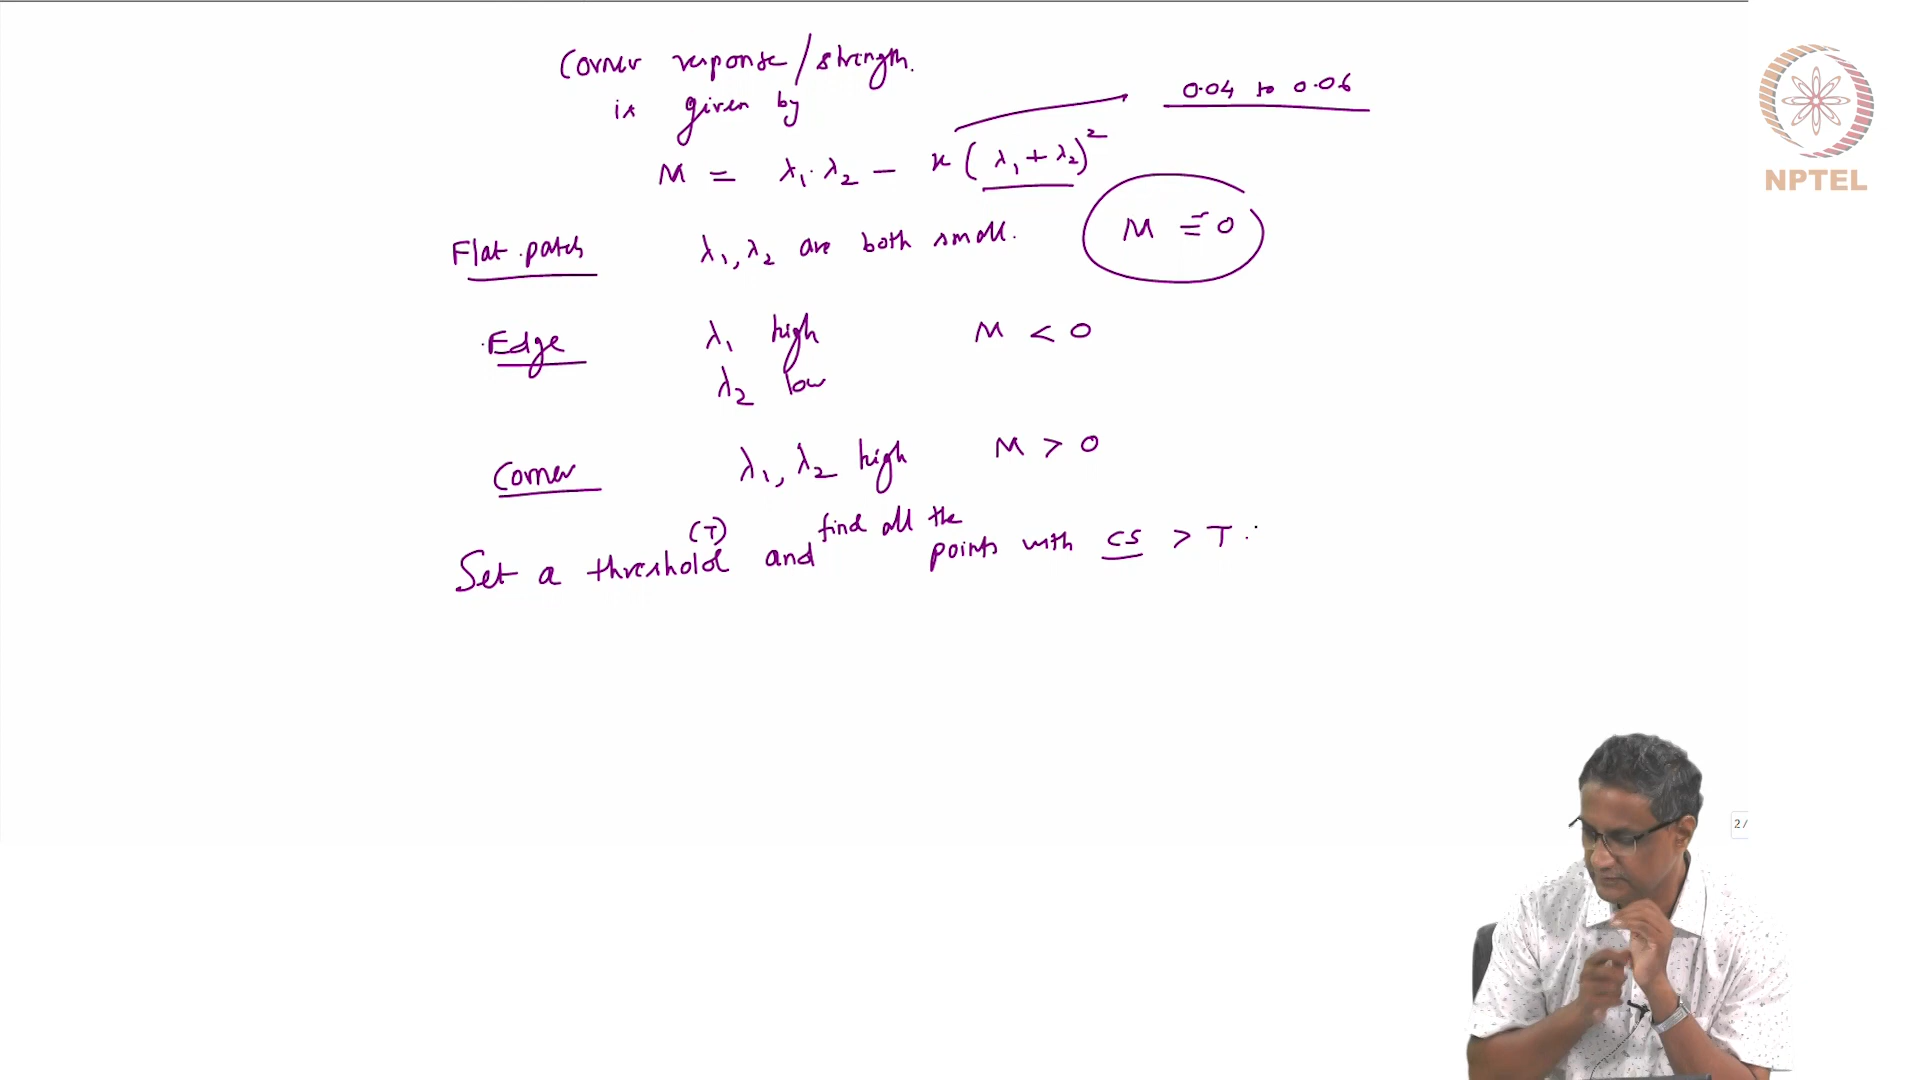 Corner response/strength.
is given by
0.04 to 0.06
M = λ₁.λ₂ - κ(λ₁+λ₂)²
Flat patch λ₁,λ₂ are both small. M ≅ 0
Edge λ₁ high M < 0
λ₂ low
Corner λ₁, λ₂ high M > 0
Set a threshold (T) and find all the points with CS > T.
NPTEL
2/